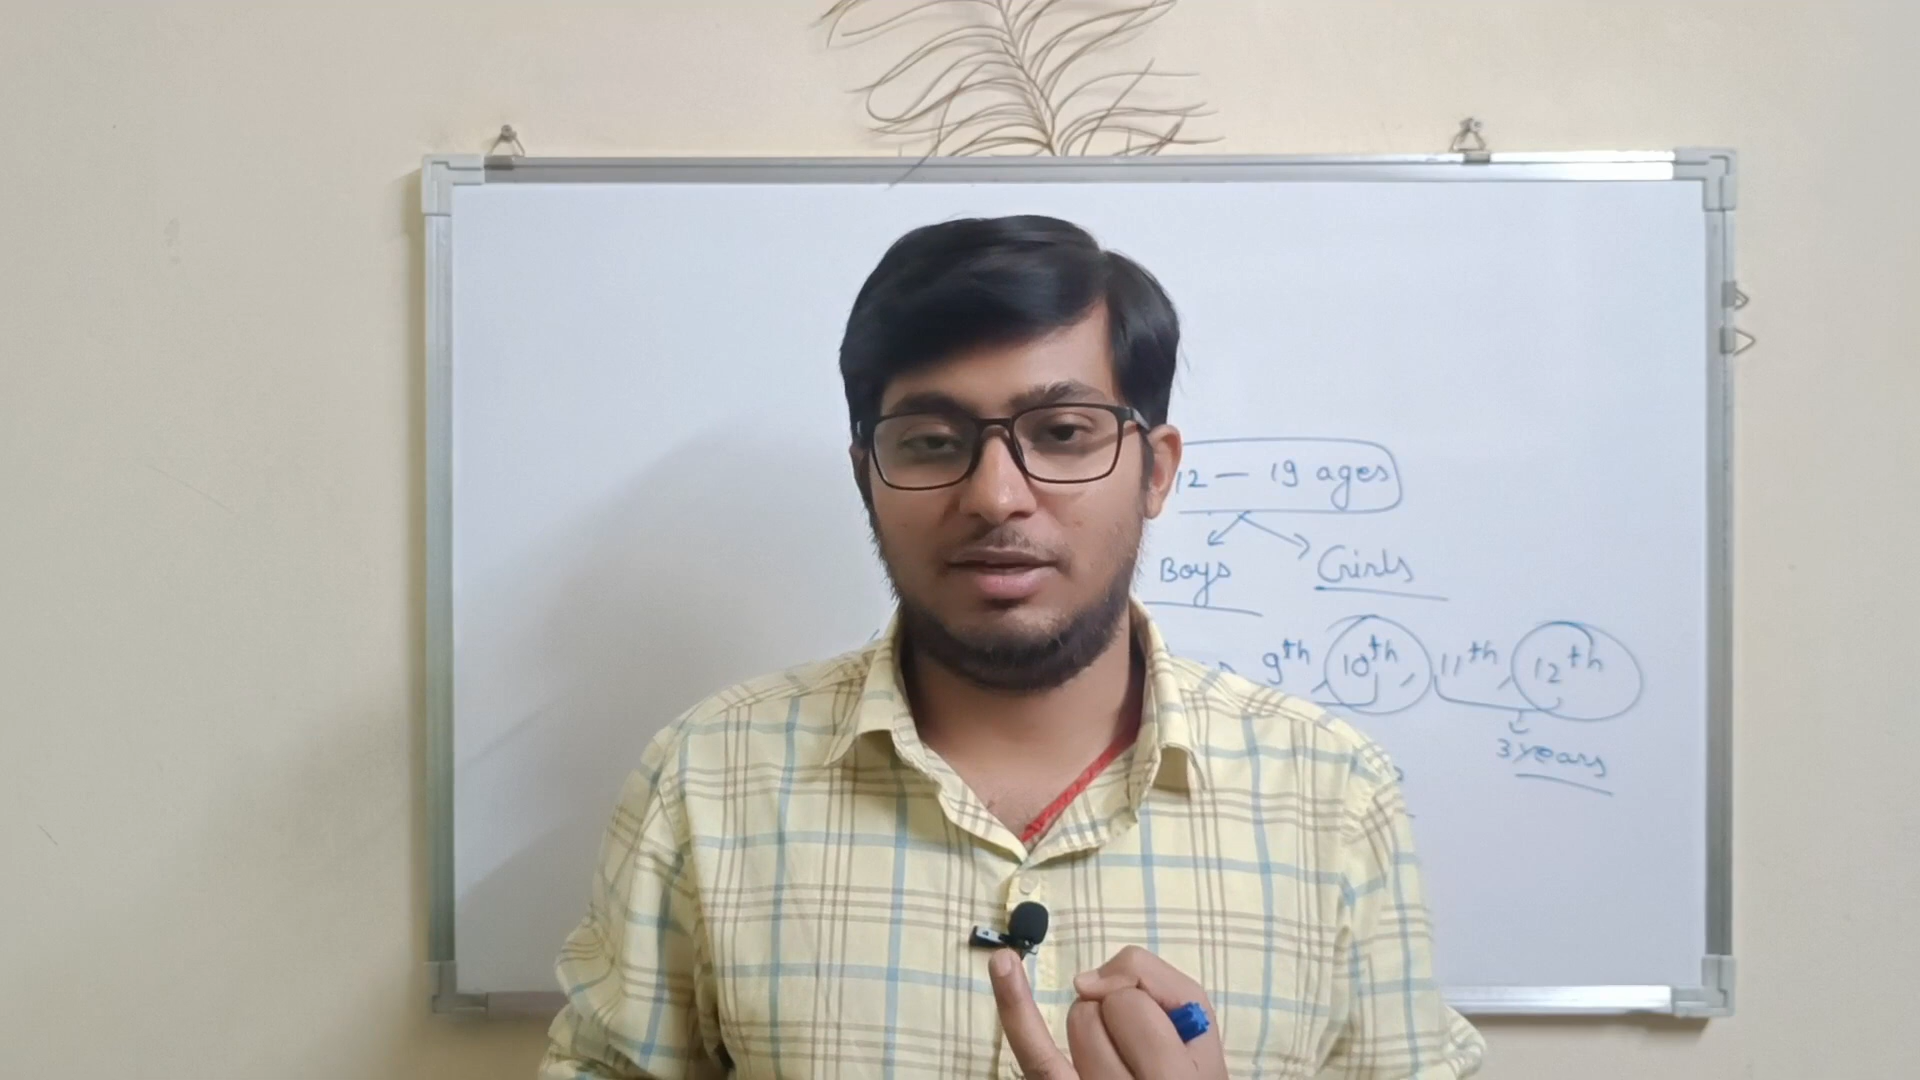 12 — 19 ages
Boys Girls
9th 10th, 11th, 12th
3 years